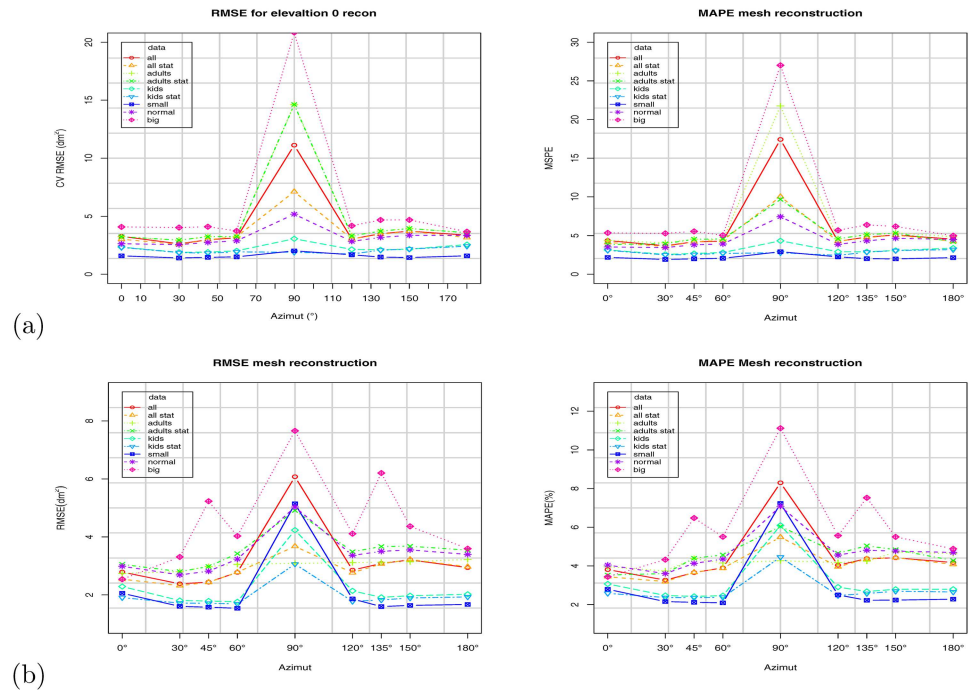 RMSE for elevaltion 0 recon
CV RMSE (dm²)
20
15
10
5
0
data
all
all stat
adults
adults stat
kids
kids stat
small
normal
big
0 10 30 50 70 90 110 130 150 170
Azimut (°)
MAPE mesh reconstruction
MSPE
30
25
20
15
10
5
0
data
all
all stat
adults
adults stat
kids
kids stat
small
normal
big
0° 30° 45° 60° 90° 120° 135° 150° 180°
Azimut
(a)
RMSE mesh reconstruction
RMSE(dm²)
8
6
4
2
data
all
all stat
adults
adults stat
kids
kids stat
small
normal
big
0° 30° 45° 60° 90° 120° 135° 150° 180°
Azimut
MAPE Mesh reconstruction
MAPE(%)
12
10
8
6
4
2
data
all
all stat
adults
adults stat
kids
kids stat
small
normal
big
0° 30° 45° 60° 90° 120° 135° 150° 180°
Azimut
(b)